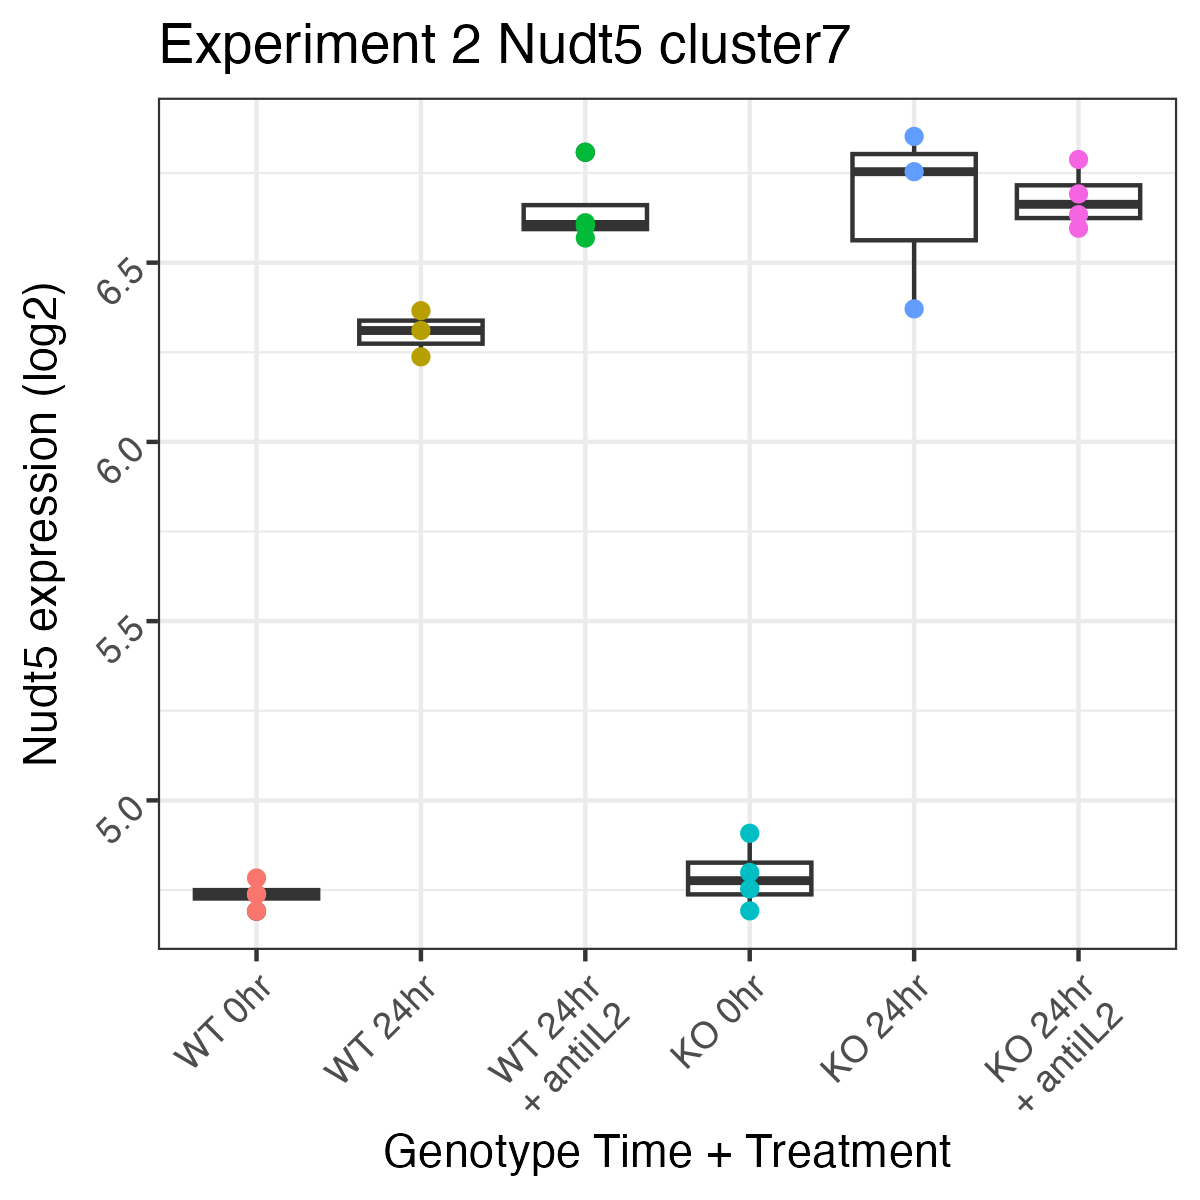 Experiment 2 Nudt5 cluster7
Nudt5 expression (log2)
6.5
6.0
5.5
5.0
WT 0hr
WT 24hr
WT 24hr
+ antiIL2
KO 0hr
KO 24hr
KO 24hr
+ antiIL2
Genotype Time + Treatment